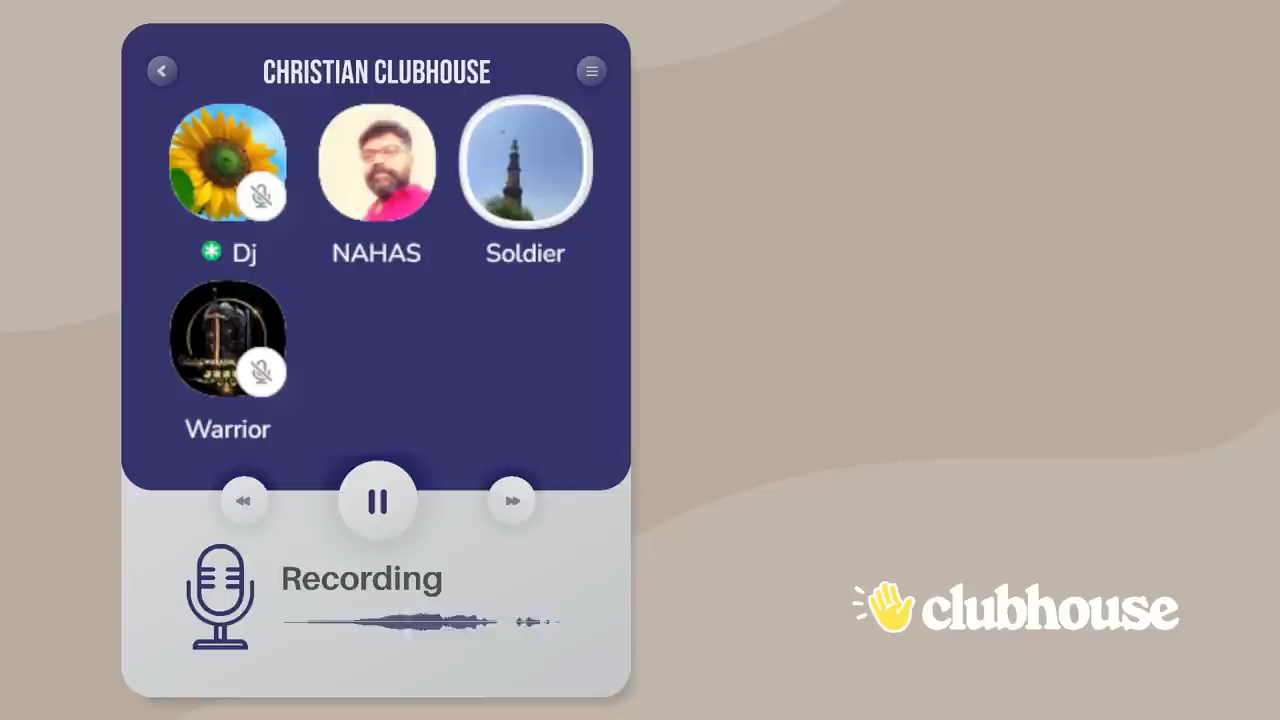 CHRISTIAN CLUBHOUSE
Dj
NAHAS
Soldier
Warrior
Recording
clubhouse